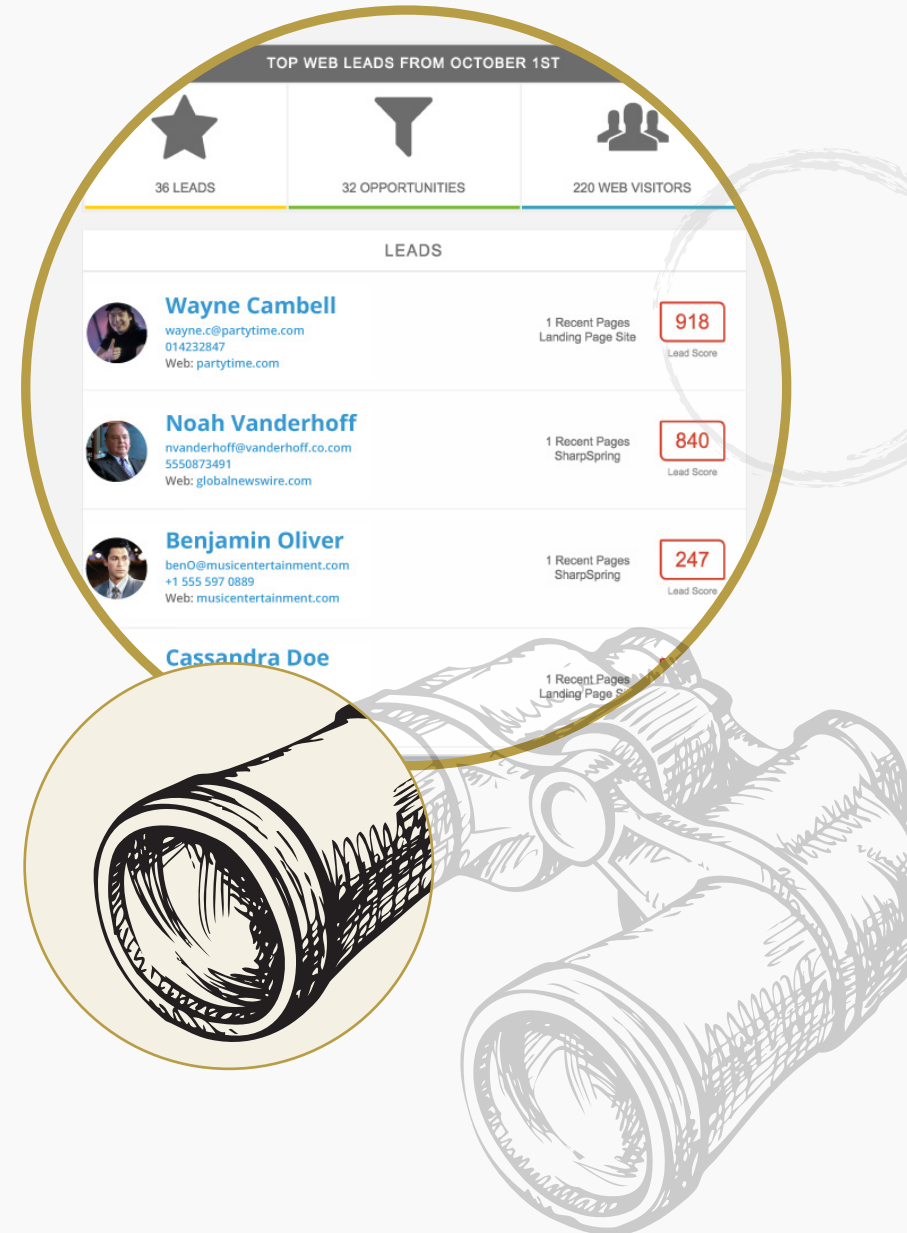 TOP WEB LEADS FROM OCTOBER 1ST
36 LEADS
32 OPPORTUNITIES
220 WEB VISITORS
LEADS
Wayne Cambell
wayne.c@partytime.com
014232847
Web: partytime.com
1 Recent Pages
Landing Page Site
918
Lead Score
Noah Vanderhoff
nvanderhoff@vanderhoff.co.com
5550873491
Web: globalnewswire.com
1 Recent Pages
SharpSpring
840
Lead Score
Benjamin Oliver
benO@musicentertainment.com
+1 555 597 0889
Web: musicentertainment.com
1 Recent Pages
SharpSpring
247
Lead Score
Cassandra Doe
1 Recent Pages
Landing Page